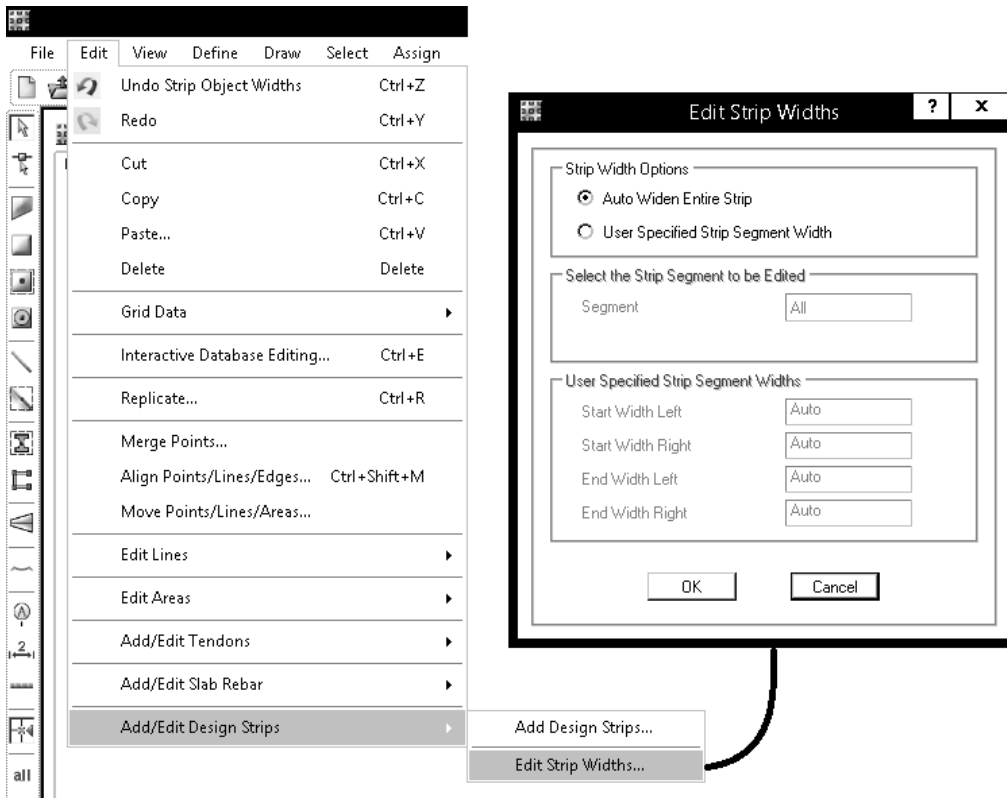 File Edit View Define Draw Select Assign
Undo Strip Object Widths Ctrl+Z
Redo Ctrl+Y
Cut Ctrl+X
Copy Ctrl+C
Paste... Ctrl+V
Delete Delete
Grid Data
Interactive Database Editing... Ctrl+E
Replicate... Ctrl+R
Merge Points...
Align Points/Lines/Edges... Ctrl+Shift+M
Move Points/Lines/Areas...
Edit Lines
Edit Areas
Add/Edit Tendons
Add/Edit Slab Rebar
Add/Edit Design Strips
A
2
all
Add Design Strips...
Edit Strip Widths...
Edit Strip Widths ? x
Strip Width Options
Auto Widen Entire Strip
User Specified Strip Segment Width
Select the Strip Segment to be Edited
Segment All
User Specified Strip Segment Widths
Start Width Left Auto
Start Width Right Auto
End Width Left Auto
End Width Right Auto
OK Cancel